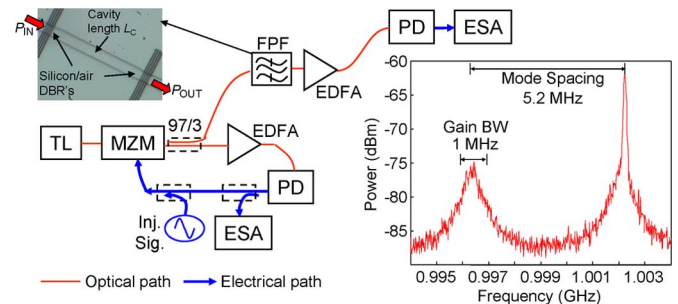 Cavity
length LC
PIN
Silicon/air
DBR's
POUT
FPF
EDFA
PD
ESA
TL
MZM
97/3
EDFA
PD
ESA
Inj.
Sig.
Optical path
Electrical path
Mode Spacing
5.2 MHz
Gain BW
1 MHz
Power (dBm)
-60
-65
-70
-75
-80
-85
0.995 0.997 0.999 1.001 1.003
Frequency (GHz)